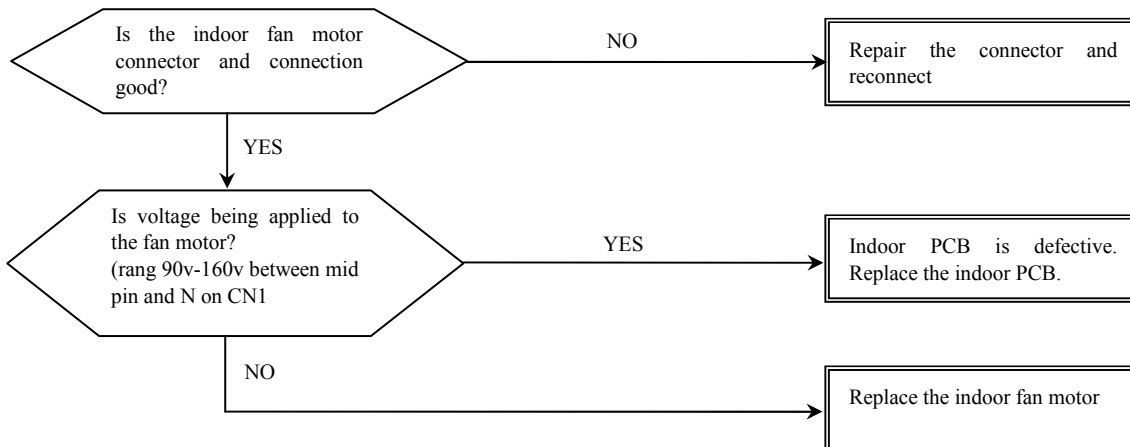 Is the indoor fan motor
connector and connection
good?
NO
Repair the connector and
reconnect
YES
Is voltage being applied to
the fan motor?
(rang 90v-160v between mid
pin and N on CN1
YES
Indoor PCB is defective.
Replace the indoor PCB.
NO
Replace the indoor fan motor